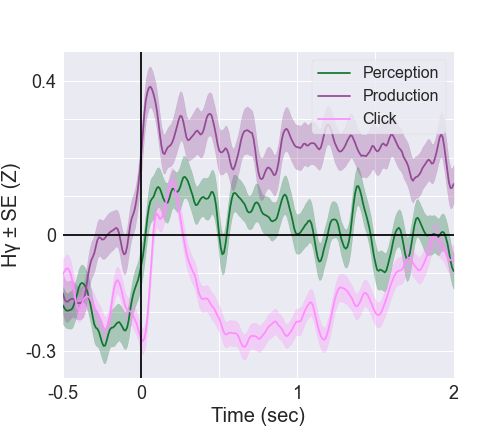 Perception
Production
Click
0.4
0
-0.3
Hγ ± SE (Z)
-0.5
0
1
2
Time (sec)